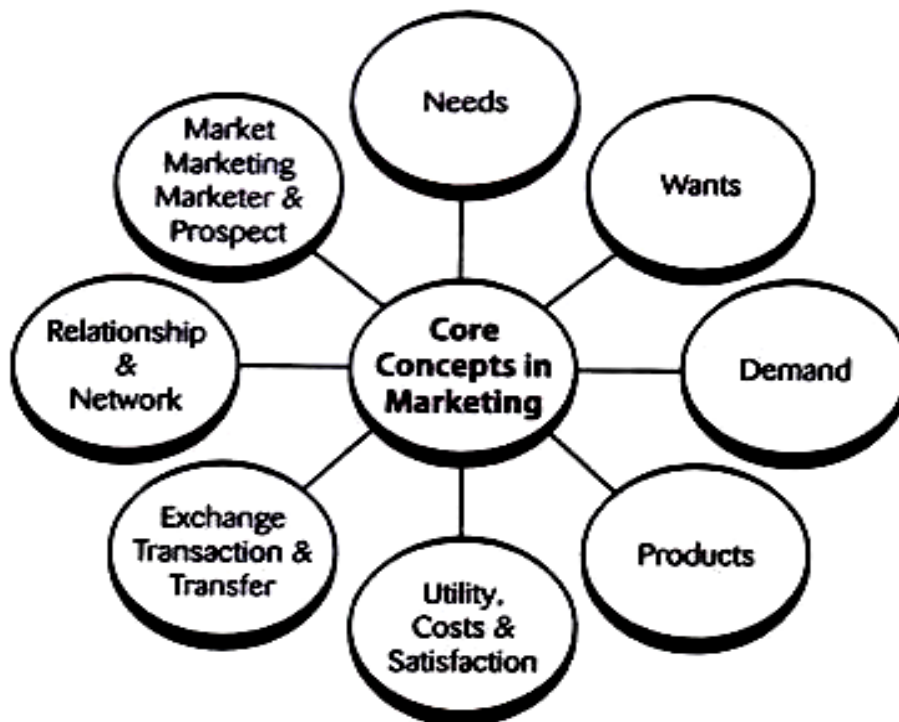 Needs
Wants
Demand
Products
Utility,
Costs &
Satisfaction
Exchange
Transaction &
Transfer
Relationship
&
Network
Market
Marketing
Marketer &
Prospect
Core
Concepts in
Marketing